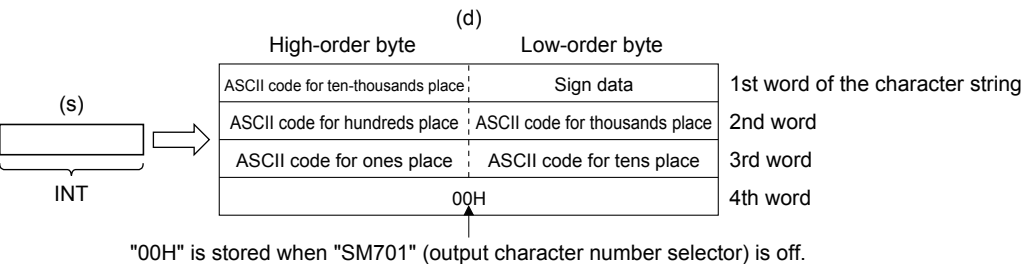 (d)
High-order byte Low-order byte
ASCII code for ten-thousands place Sign data 1st word of the character string
(s)
ASCII code for hundreds place ASCII code for thousands place 2nd word
ASCII code for ones place ASCII code for tens place 3rd word
INT
00H 4th word
"00H" is stored when "SM701" (output character number selector) is off.